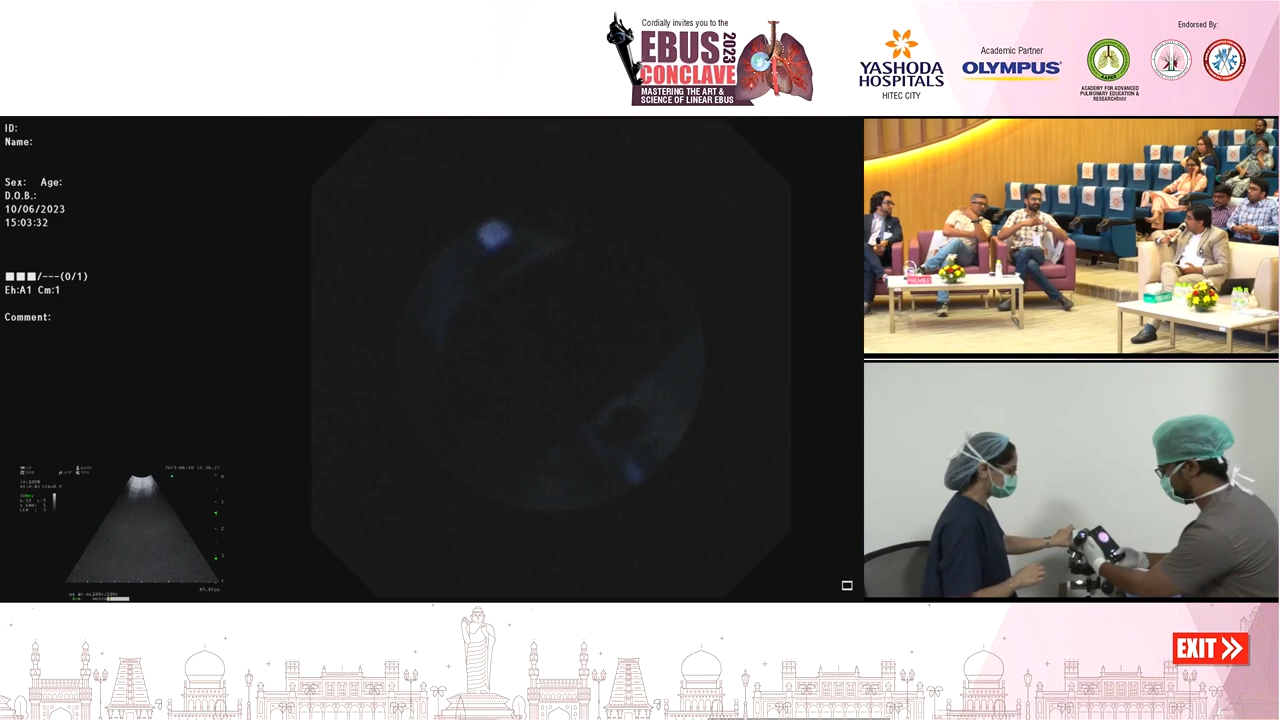 Cordially invites you to the
EBUS
2023
CONCLAVE
MASTERING THE ART &
SCIENCE OF LINEAR EBUS
YASHODA
HOSPITALS
HITEC CITY
Academic Partner
OLYMPUS
Endorsed By:
ACADEMY FOR ADVANCED
PULMONARY EDUCATION &
ID:
Name:
Sex: Age:
D.O.B.:
10/06/2023
15:03:32
■■■/---(0/1)
Eh:A1 Cm:1
Comment:
EXIT